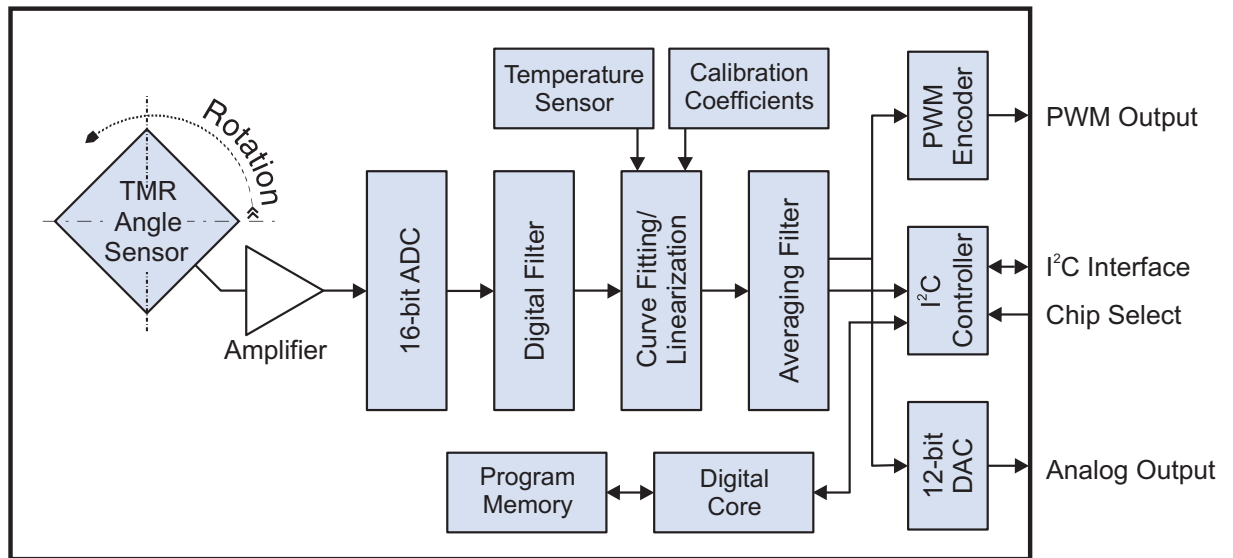 Rotation
TMR
Angle
Sensor
Amplifier
16-bit ADC
Digital Filter
Temperature
Sensor
Calibration
Coefficients
Curve Fitting/
Linearization
Averaging Filter
Program
Memory
Digital
Core
PWM
Encoder
PWM Output
I²C
Controller
I²C Interface
Chip Select
12-bit
DAC
Analog Output